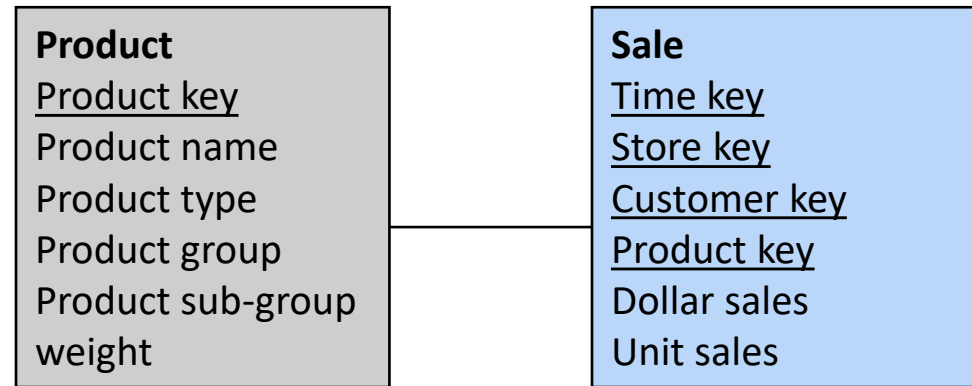 Product
Product key
Product name
Product type
Product group
Product sub-group
weight
Sale
Time key
Store key
Customer key
Product key
Dollar sales
Unit sales